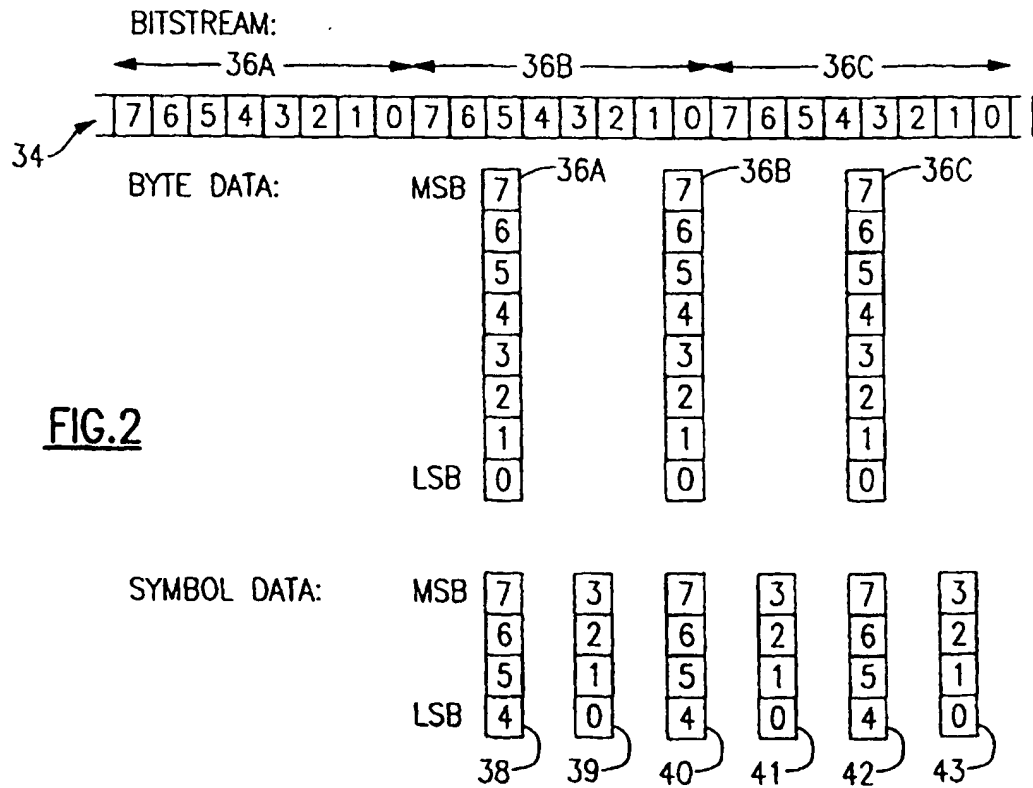 BITSTREAM:
36A 36B 36C
7 6 5 4 3 2 1 0 7 6 5 4 3 2 1 0 7 6 5 4 3 2 1 0
34
BYTE DATA: MSB 7 36A 7 36B 7 36C
6 6 6
5 5 5
4 4 4
3 3 3
2 2 2
FIG.2
1 1 1
LSB 0 0 0
SYMBOL DATA: MSB 7 3 7 3 7 3
6 2 6 2 6 2
5 1 5 1 5 1
LSB 4 0 4 0 4 0
38 39 40 41 42 43